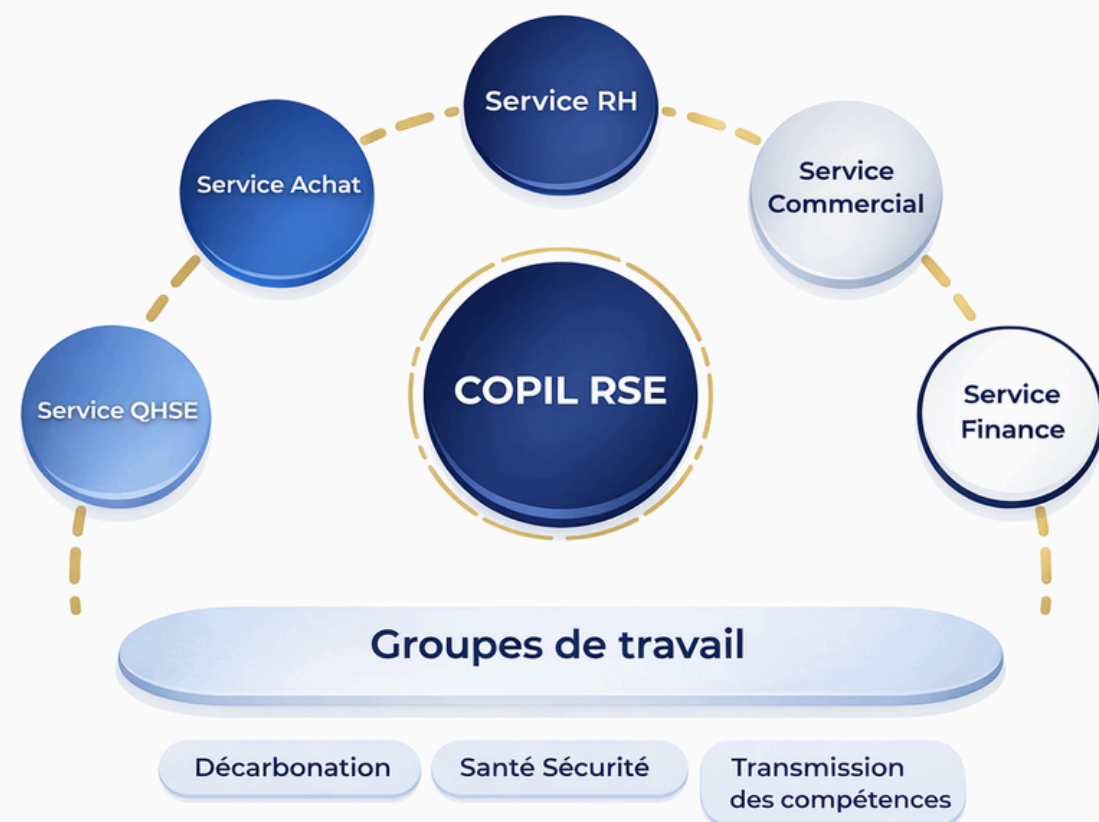 Service RH
Service Achat
Service
Commercial
Service QHSE
COPIL RSE
Service
Finance
Groupes de travail
Décarbonation
Santé Sécurité
Transmission
des compétences